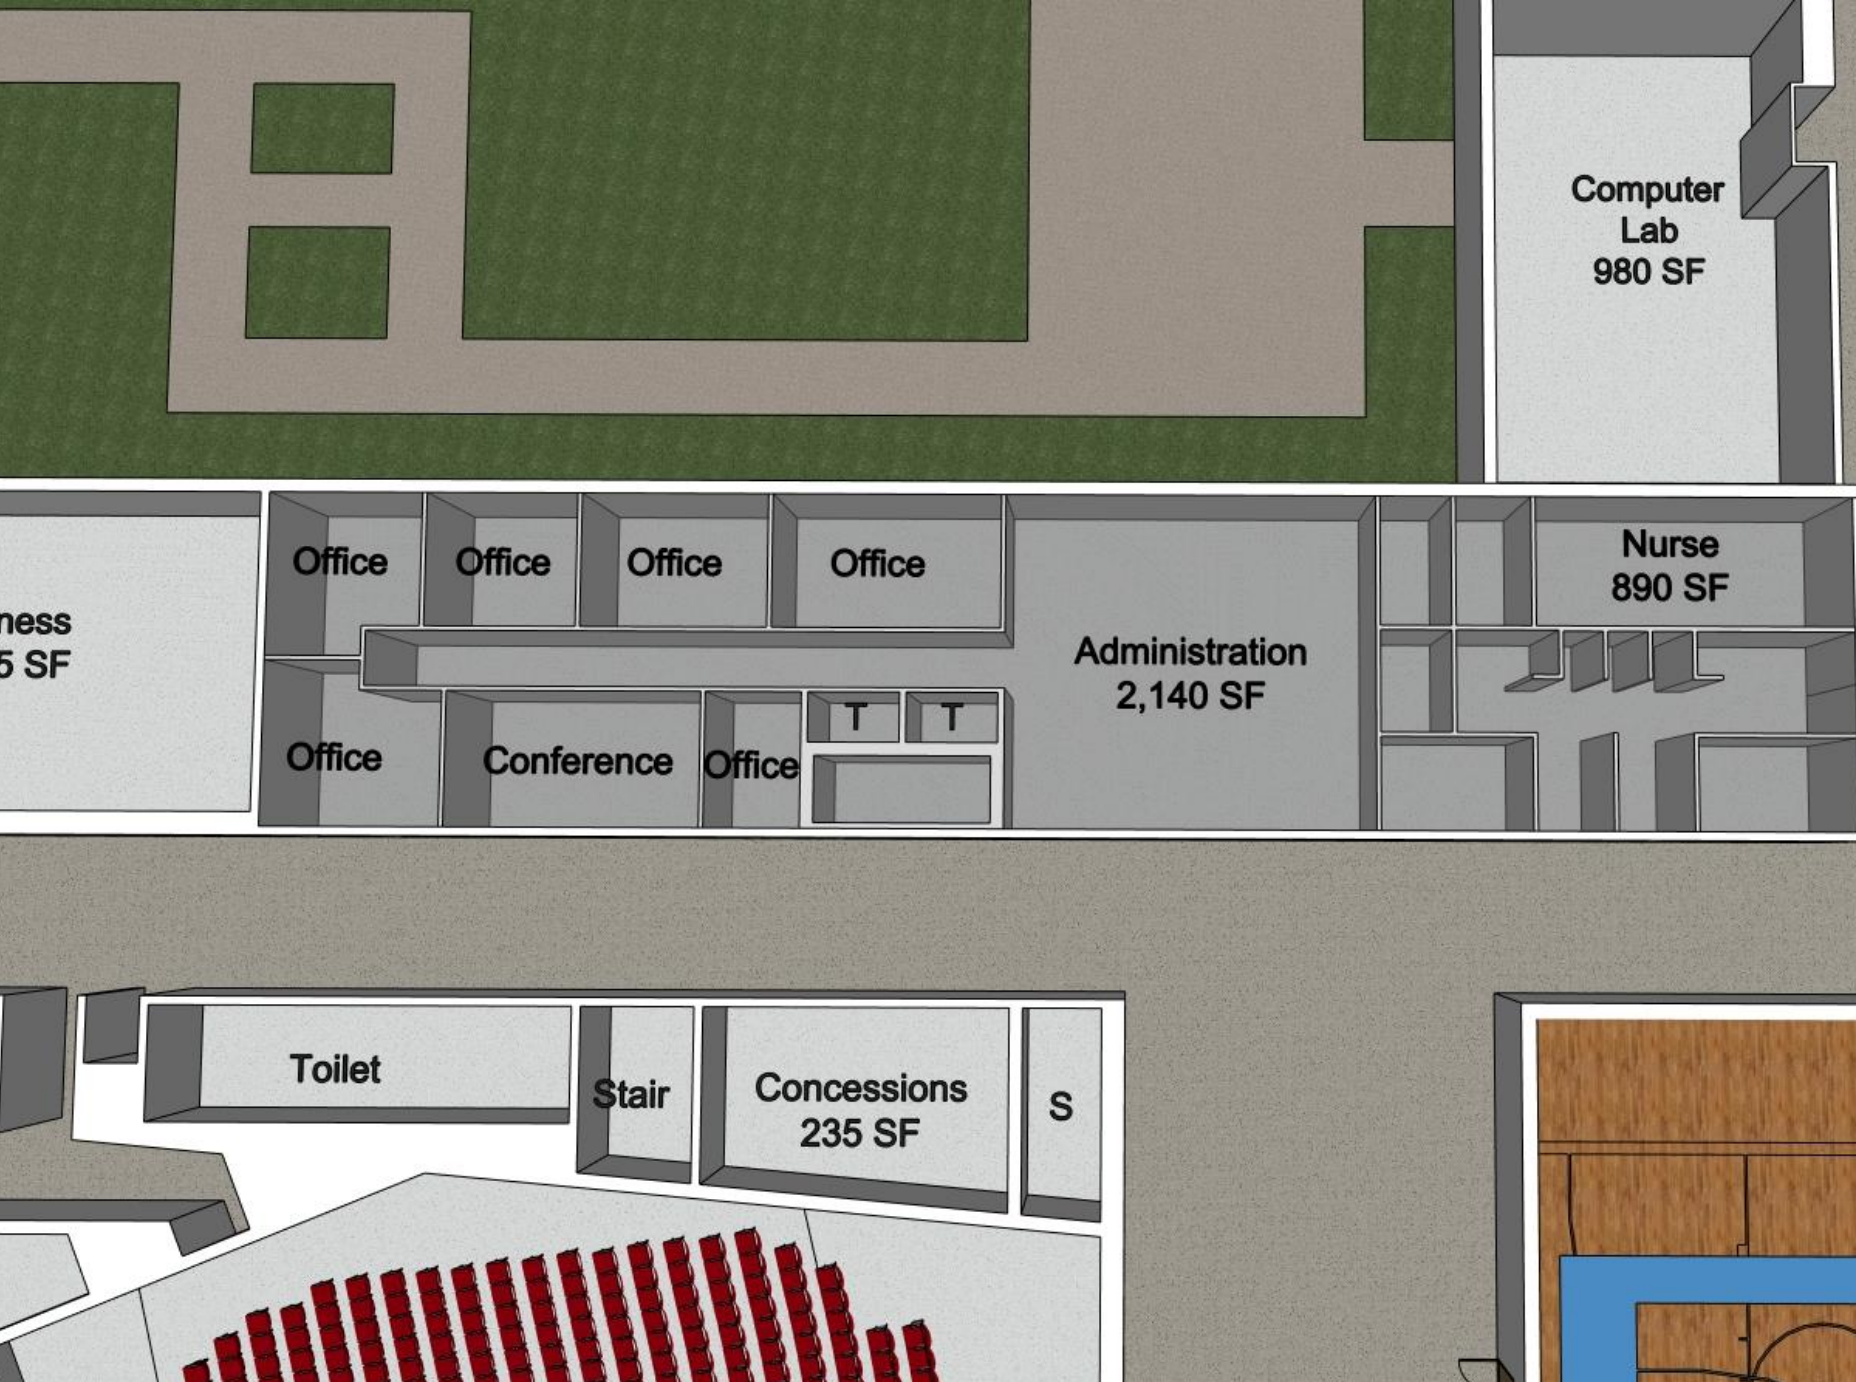 Computer
Lab
980 SF
Office
Office
Office
Office
Nurse
890 SF
ness
5 SF
Administration
2,140 SF
T
T
Office
Conference
Office
Toilet
Stair
Concessions
235 SF
S